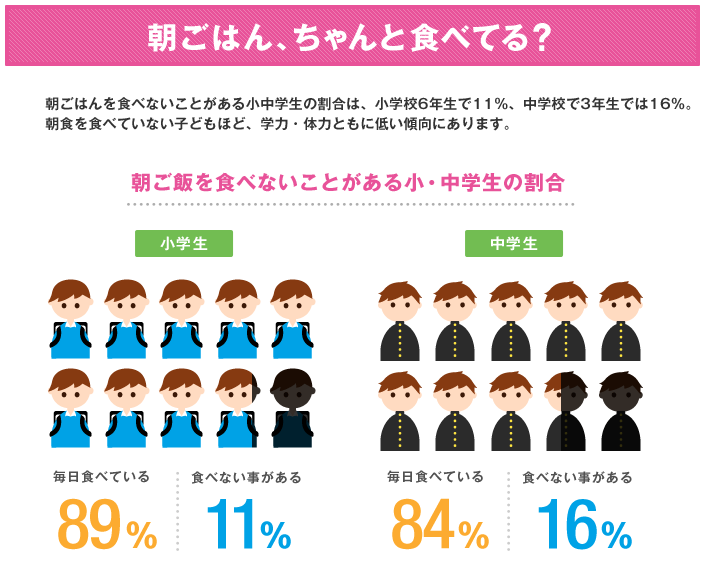 朝ごはん、ちゃんと食べてる？
朝ごはんを食べないことがある小中学生の割合は、小学校6年生で11％、中学校で3年生では16％。
朝食を食べていない子どもほど、学力・体力ともに低い傾向にあります。
朝ご飯を食べないことがある小・中学生の割合
小学生
中学生
毎日食べている
食べない事がある
毎日食べている
食べない事がある
89%
11%
84%
16%